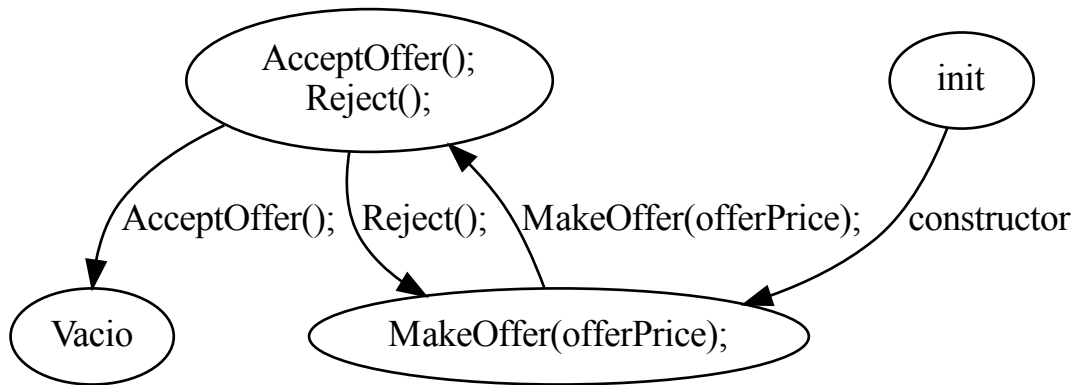 AcceptOffer();
Reject();
init
AcceptOffer();
Reject();
MakeOffer(offerPrice);
constructor
Vacio
MakeOffer(offerPrice);